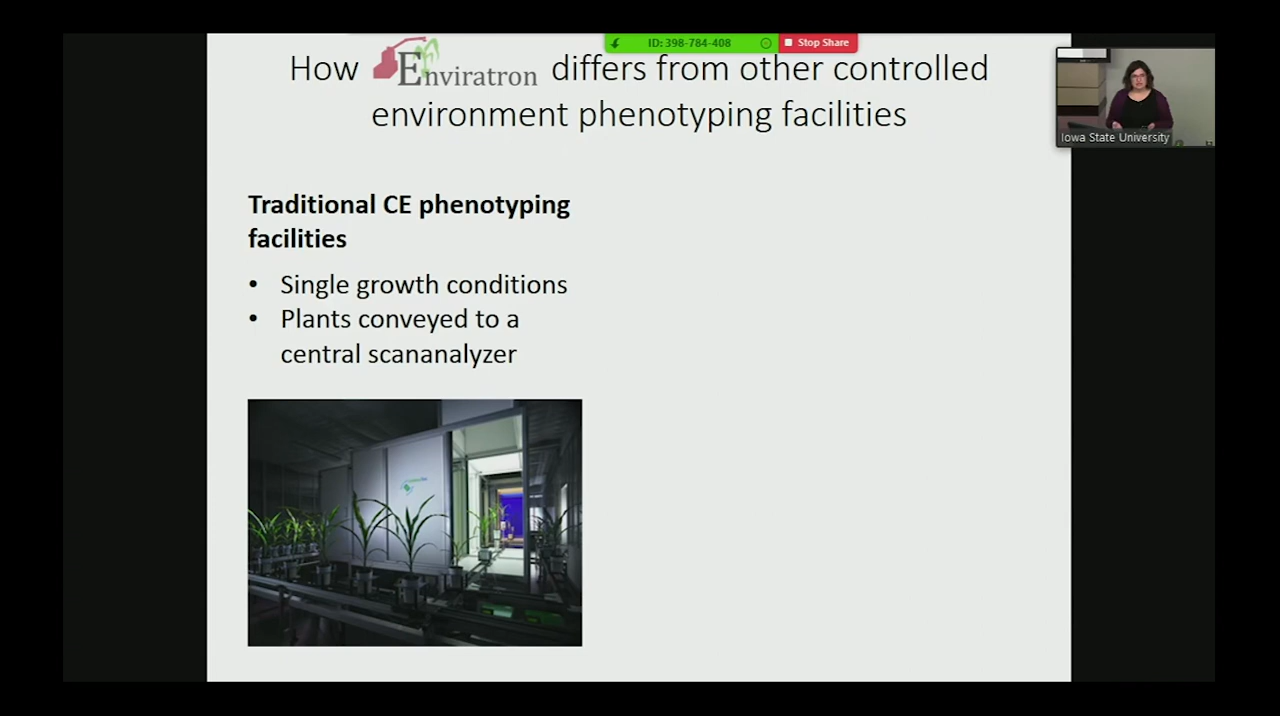 ID: 398-784-408
Stop Share
How Enviratron differs from other controlled
environment phenotyping facilities
Iowa State University
Traditional CE phenotyping
facilities
• Single growth conditions
• Plants conveyed to a
central scananalyzer